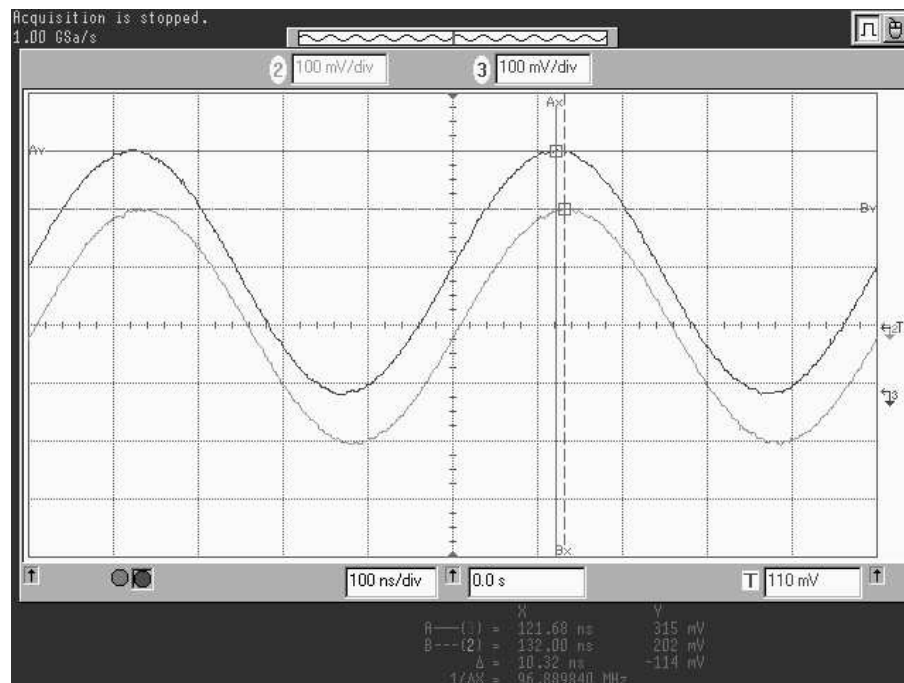 Acquisition is stopped.
1.00 GSa/s
2 100 mV/div 3 100 mV/div
Ax
Ay
By
T
3
Bx
100 ns/div 0.0 s T 110 mV
X Y
= 121.68 ns 315 mV
B---(2) = 132.00 ns 202 mV
Δ = 10.32 ns -114 mV
1/ΔX = 96.889840 MHz